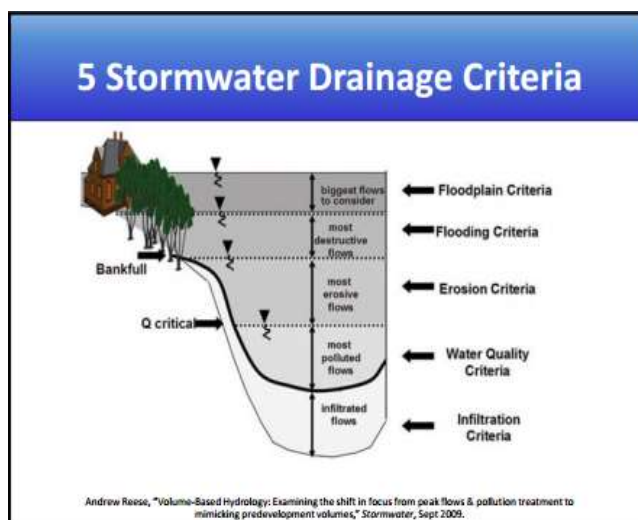 5 Stormwater Drainage Criteria
biggest flows
to consider
Floodplain Criteria
most
destructive
flows
Flooding Criteria
Bankfull
most
erosive
flows
Erosion Criteria
Q critical
most
polluted
flows
Water Quality
Criteria
infiltrated
flows
Infiltration
Criteria
Andrew Reese, "Volume-Based Hydrology: Examining the shift in focus from peak flows & pollution treatment to
mimicking predevelopment volumes," Stormwater, Sept 2009.